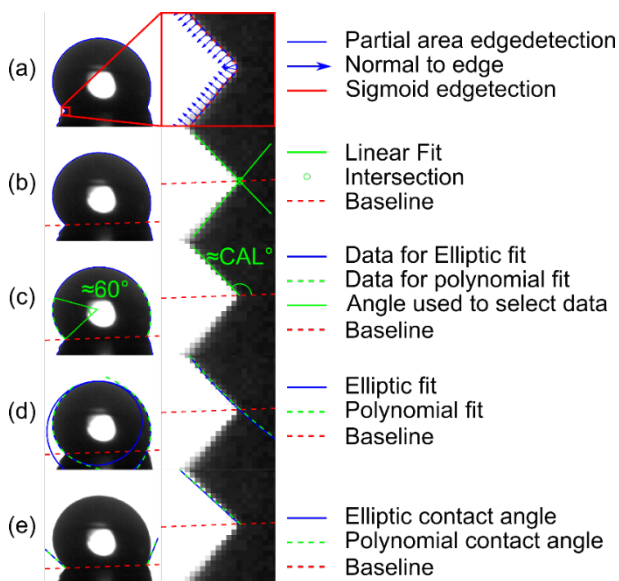 (a)
Partial area edgedetection
Normal to edge
Sigmoid edgetection
(b)
Linear Fit
Intersection
Baseline
≈CAL°
(c)
≈60°
Data for Elliptic fit
Data for polynomial fit
Angle used to select data
Baseline
(d)
Elliptic fit
Polynomial fit
Baseline
(e)
Elliptic contact angle
Polynomial contact angle
Baseline